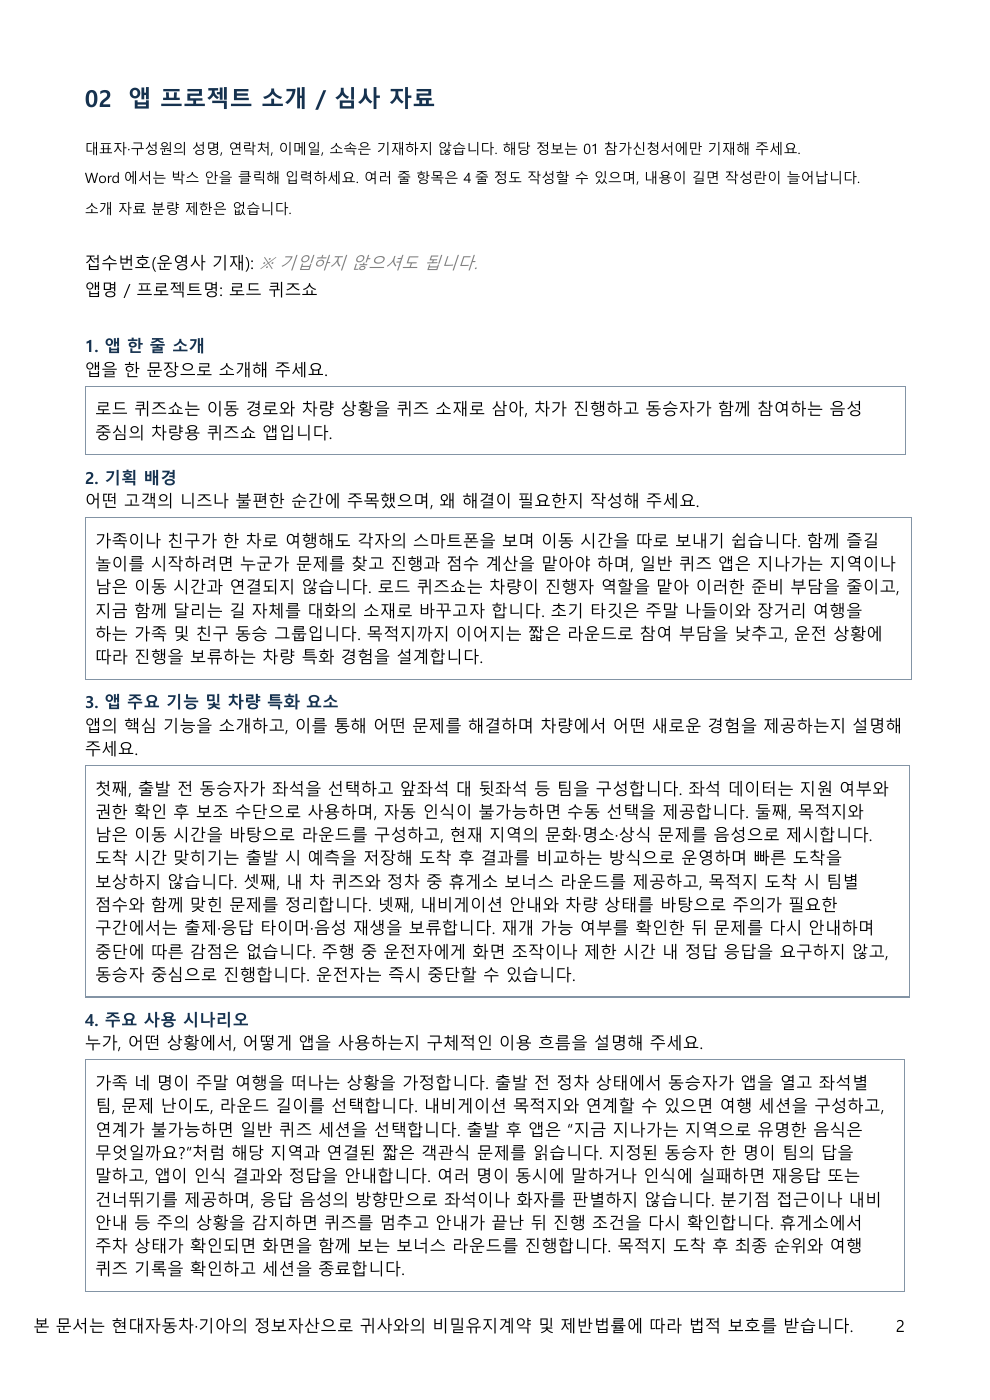 02 앱 프로젝트 소개 / 심사 자료
대표자·구성원의 성명, 연락처, 이메일, 소속은 기재하지 않습니다. 해당 정보는 01 참가신청서에만 기재해 주세요.
Word 에서는 박스 안을 클릭해 입력하세요. 여러 줄 항목은 4 줄 정도 작성할 수 있으며, 내용이 길면 작성란이 늘어납니다.
소개 자료 분량 제한은 없습니다.
접수번호(운영사 기재): ※ 기입하지 않으셔도 됩니다.
앱명 / 프로젝트명: 로드 퀴즈쇼
1. 앱 한 줄 소개
앱을 한 문장으로 소개해 주세요.
로드 퀴즈쇼는 이동 경로와 차량 상황을 퀴즈 소재로 삼아, 차가 진행하고 동승자가 함께 참여하는 음성
중심의 차량용 퀴즈쇼 앱입니다.
2. 기획 배경
어떤 고객의 니즈나 불편한 순간에 주목했으며, 왜 해결이 필요한지 작성해 주세요.
가족이나 친구가 한 차로 여행해도 각자의 스마트폰을 보며 이동 시간을 따로 보내기 쉽습니다. 함께 즐길
놀이를 시작하려면 누군가 문제를 찾고 진행과 점수 계산을 맡아야 하며, 일반 퀴즈 앱은 지나가는 지역이나
남은 이동 시간과 연결되지 않습니다. 로드 퀴즈쇼는 차량이 진행자 역할을 맡아 이러한 준비 부담을 줄이고,
지금 함께 달리는 길 자체를 대화의 소재로 바꾸고자 합니다. 초기 타깃은 주말 나들이와 장거리 여행을
하는 가족 및 친구 동승 그룹입니다. 목적지까지 이어지는 짧은 라운드로 참여 부담을 낮추고, 운전 상황에
따라 진행을 보류하는 차량 특화 경험을 설계합니다.
3. 앱 주요 기능 및 차량 특화 요소
앱의 핵심 기능을 소개하고, 이를 통해 어떤 문제를 해결하며 차량에서 어떤 새로운 경험을 제공하는지 설명해
주세요.
첫째, 출발 전 동승자가 좌석을 선택하고 앞좌석 대 뒷좌석 등 팀을 구성합니다. 좌석 데이터는 지원 여부와
권한 확인 후 보조 수단으로 사용하며, 자동 인식이 불가능하면 수동 선택을 제공합니다. 둘째, 목적지와
남은 이동 시간을 바탕으로 라운드를 구성하고, 현재 지역의 문화·명소·상식 문제를 음성으로 제시합니다.
도착 시간 맞히기는 출발 시 예측을 저장해 도착 후 결과를 비교하는 방식으로 운영하며 빠른 도착을
보상하지 않습니다. 셋째, 내 차 퀴즈와 정차 중 휴게소 보너스 라운드를 제공하고, 목적지 도착 시 팀별
점수와 함께 맞힌 문제를 정리합니다. 넷째, 내비게이션 안내와 차량 상태를 바탕으로 주의가 필요한
구간에서는 출제·응답 타이머·음성 재생을 보류합니다. 재개 가능 여부를 확인한 뒤 문제를 다시 안내하며
중단에 따른 감점은 없습니다. 주행 중 운전자에게 화면 조작이나 제한 시간 내 정답 응답을 요구하지 않고,
동승자 중심으로 진행합니다. 운전자는 즉시 중단할 수 있습니다.
4. 주요 사용 시나리오
누가, 어떤 상황에서, 어떻게 앱을 사용하는지 구체적인 이용 흐름을 설명해 주세요.
가족 네 명이 주말 여행을 떠나는 상황을 가정합니다. 출발 전 정차 상태에서 동승자가 앱을 열고 좌석별
팀, 문제 난이도, 라운드 길이를 선택합니다. 내비게이션 목적지와 연계할 수 있으면 여행 세션을 구성하고,
연계가 불가능하면 일반 퀴즈 세션을 선택합니다. 출발 후 앱은 “지금 지나가는 지역으로 유명한 음식은
무엇일까요?”처럼 해당 지역과 연결된 짧은 객관식 문제를 읽습니다. 지정된 동승자 한 명이 팀의 답을
말하고, 앱이 인식 결과와 정답을 안내합니다. 여러 명이 동시에 말하거나 인식에 실패하면 재응답 또는
건너뛰기를 제공하며, 응답 음성의 방향만으로 좌석이나 화자를 판별하지 않습니다. 분기점 접근이나 내비
안내 등 주의 상황을 감지하면 퀴즈를 멈추고 안내가 끝난 뒤 진행 조건을 다시 확인합니다. 휴게소에서
주차 상태가 확인되면 화면을 함께 보는 보너스 라운드를 진행합니다. 목적지 도착 후 최종 순위와 여행
퀴즈 기록을 확인하고 세션을 종료합니다.
본 문서는 현대자동차·기아의 정보자산으로 귀사와의 비밀유지계약 및 제반법률에 따라 법적 보호를 받습니다. 2